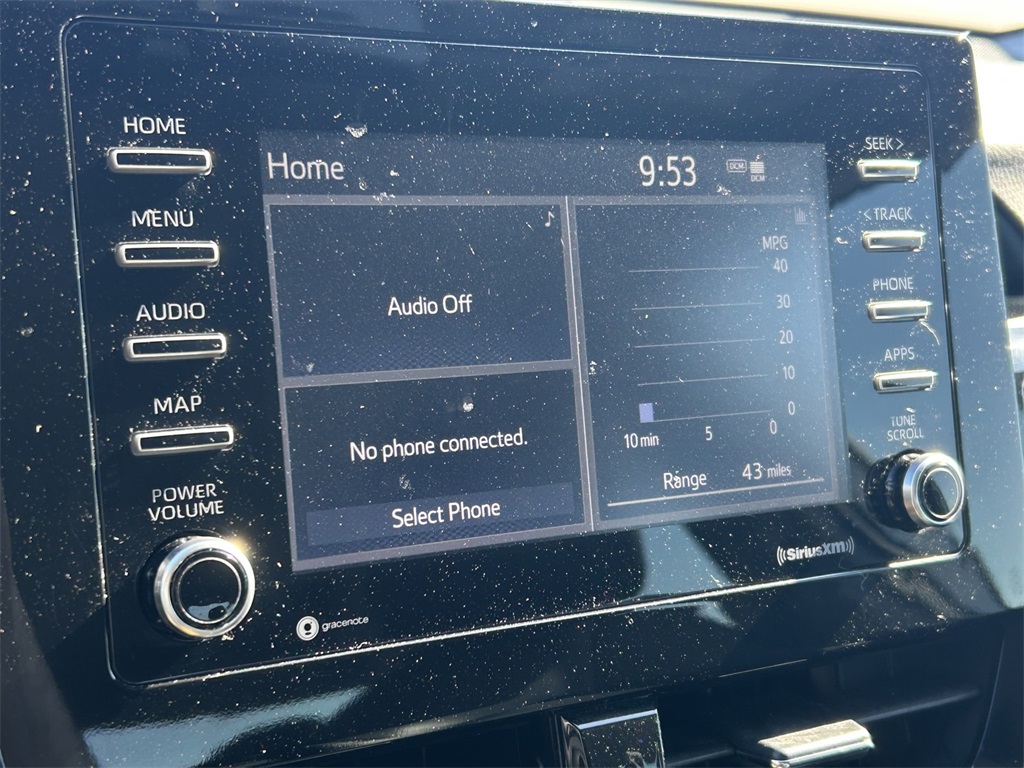 HOME
MENU
AUDIO
MAP
POWER
VOLUME
Home
9:53
DCM
DCM
Audio Off
No phone connected.
Select Phone
MPG
40
30
20
10
0
10 min 5 0
Range 43 miles
SEEK >
< TRACK
PHONE
APPS
TUNE
SCROLL
((SiriusXM))
gracenote